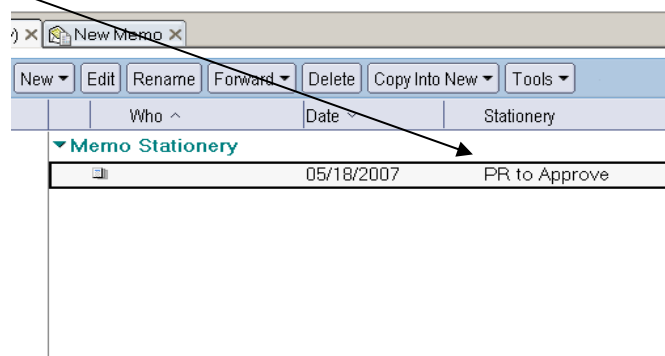 New Memo
New Edit Rename Forward Delete Copy Into New Tools
Who Date Stationery
Memo Stationery
05/18/2007 PR to Approve